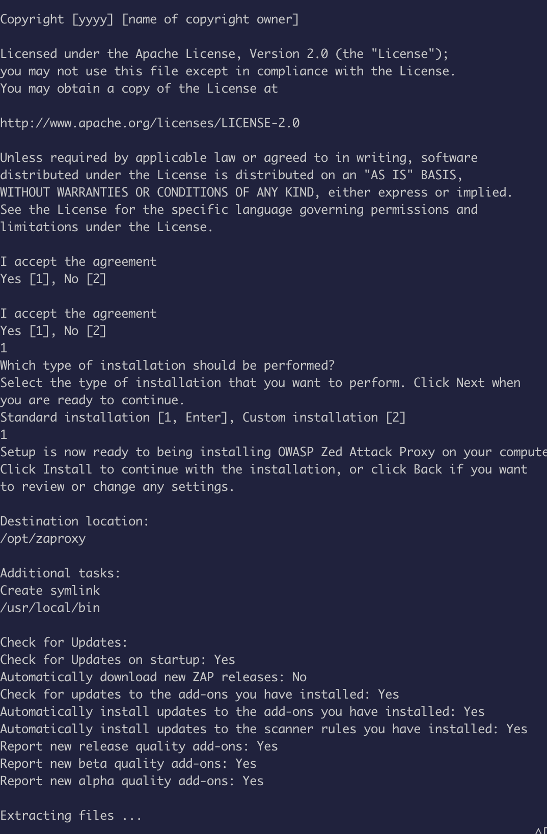 Copyright [yyyy] [name of copyright owner]
Licensed under the Apache License, Version 2.0 (the "License");
you may not use this file except in compliance with the License.
You may obtain a copy of the License at
http://www.apache.org/licenses/LICENSE-2.0
Unless required by applicable law or agreed to in writing, software
distributed under the License is distributed on an "AS IS" BASIS,
WITHOUT WARRANTIES OR CONDITIONS OF ANY KIND, either express or implied.
See the License for the specific language governing permissions and
limitations under the License.
I accept the agreement
Yes [1], No [2]
I accept the agreement
Yes [1], No [2]
1
Which type of installation should be performed?
Select the type of installation that you want to perform. Click Next when
you are ready to continue.
Standard installation [1, Enter], Custom installation [2]
1
Setup is now ready to being installing OWASP Zed Attack Proxy on your compute
Click Install to continue with the installation, or click Back if you want
to review or change any settings.
Destination location:
/opt/zaproxy
Additional tasks:
Create symlink
/usr/local/bin
Check for Updates:
Check for Updates on startup: Yes
Automatically download new ZAP releases: No
Check for updates to the add-ons you have installed: Yes
Automatically install updates to the add-ons you have installed: Yes
Automatically install updates to the scanner rules you have installed: Yes
Report new release quality add-ons: Yes
Report new beta quality add-ons: Yes
Report new alpha quality add-ons: Yes
Extracting files ...